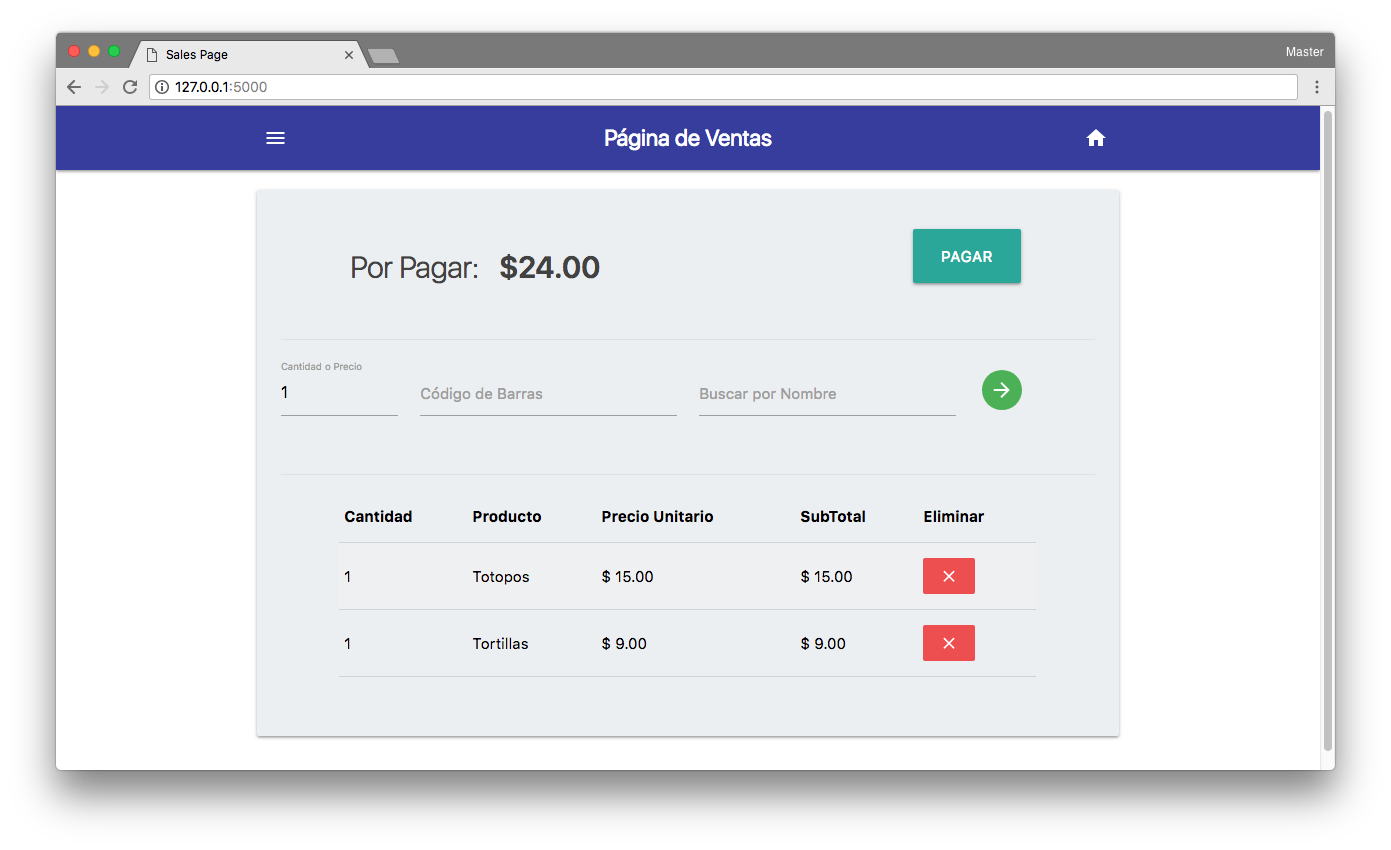 Sales Page
Master
127.0.0.1:5000
Página de Ventas
Por Pagar: $24.00
PAGAR
Cantidad o Precio
1
Código de Barras
Buscar por Nombre
Cantidad Producto Precio Unitario SubTotal Eliminar
1 Totopos $ 15.00 $ 15.00
1 Tortillas $ 9.00 $ 9.00